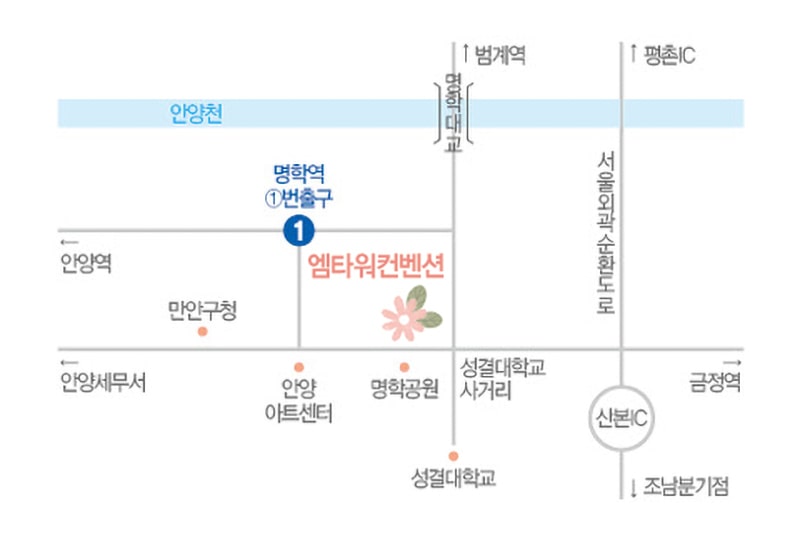 ↑ 범계역
↑ 평촌IC
명학대교
안양천
서울외곽순환도로
명학역
①번출구
1
←
안양역
엠타워컨벤션
만안구청
←
안양세무서
안양
아트센터
명학공원
성결대학교
사거리
→
금정역
산본IC
성결대학교
↓ 조남분기점